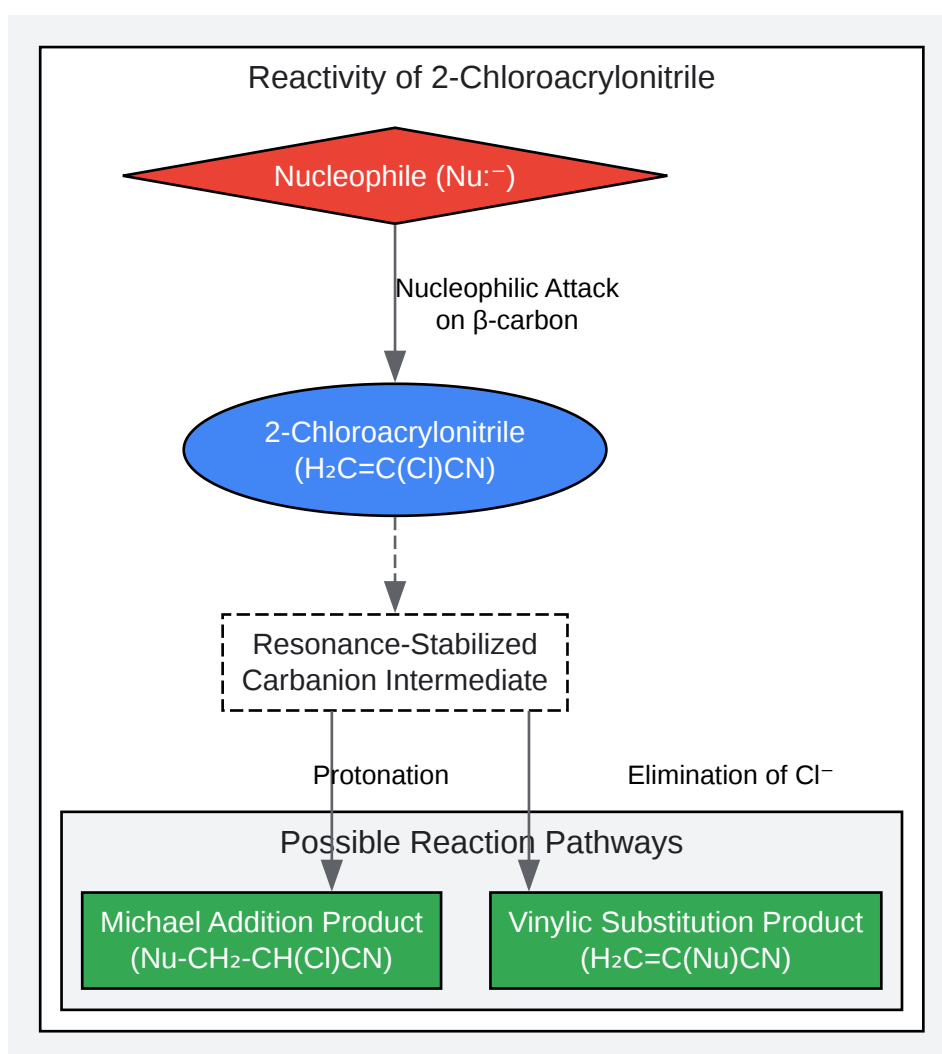 Reactivity of 2-Chloroacrylonitrile
Nucleophile (Nu:⁻)
Nucleophilic Attack
on β-carbon
2-Chloroacrylonitrile
(H₂C=C(Cl)CN)
Resonance-Stabilized
Carbanion Intermediate
Protonation
Elimination of Cl⁻
Possible Reaction Pathways
Michael Addition Product
(Nu-CH₂-CH(Cl)CN)
Vinylic Substitution Product
(H₂C=C(Nu)CN)